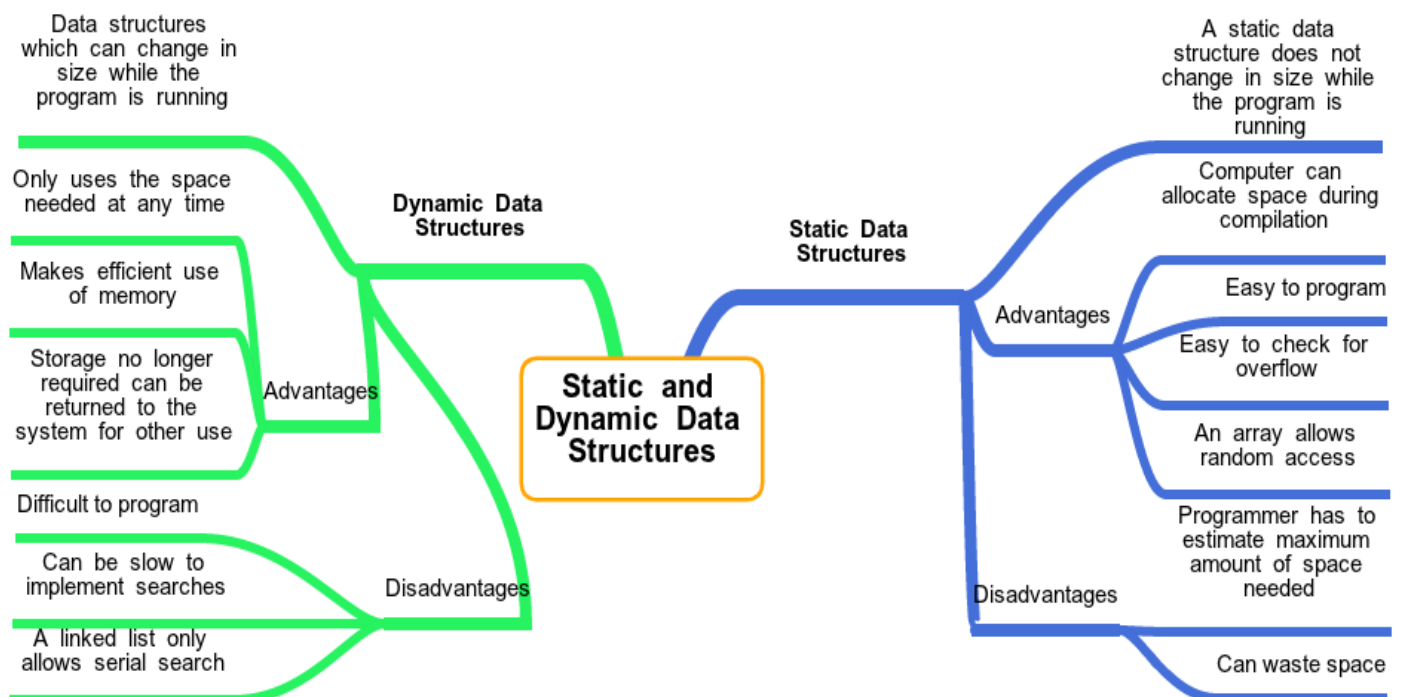 Static and
Dynamic Data
Structures
Dynamic Data
Structures
Data structures
which can change in
size while the
program is running
Advantages
Only uses the space
needed at any time
Makes efficient use
of memory
Storage no longer
required can be
returned to the
system for other use
Disadvantages
Difficult to program
Can be slow to
implement searches
A linked list only
allows serial search
Static Data
Structures
A static data
structure does not
change in size while
the program is
running
Advantages
Computer can
allocate space during
compilation
Easy to program
Easy to check for
overflow
An array allows
random access
Disadvantages
Programmer has to
estimate maximum
amount of space
needed
Can waste space